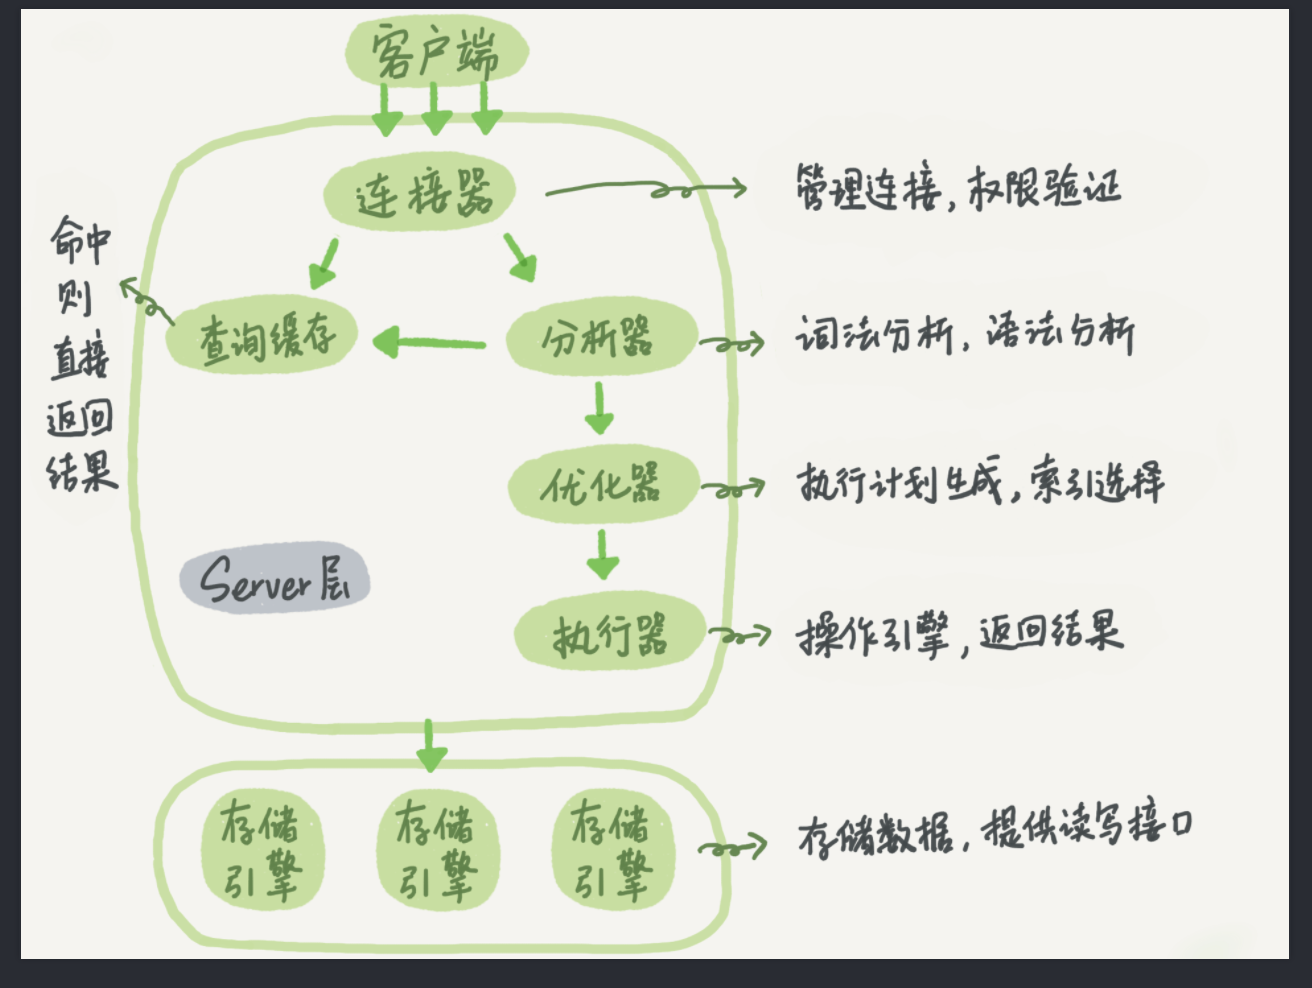 客户端
连接器
管理连接，权限验证
命中
则
直接
返回
结果
查询缓存
分析器
词法分析，语法分析
优化器
执行计划生成，索引选择
Server层
执行器
操作引擎，返回结果
存储
引擎
存储
引擎
存储
引擎
存储数据，提供读写接口